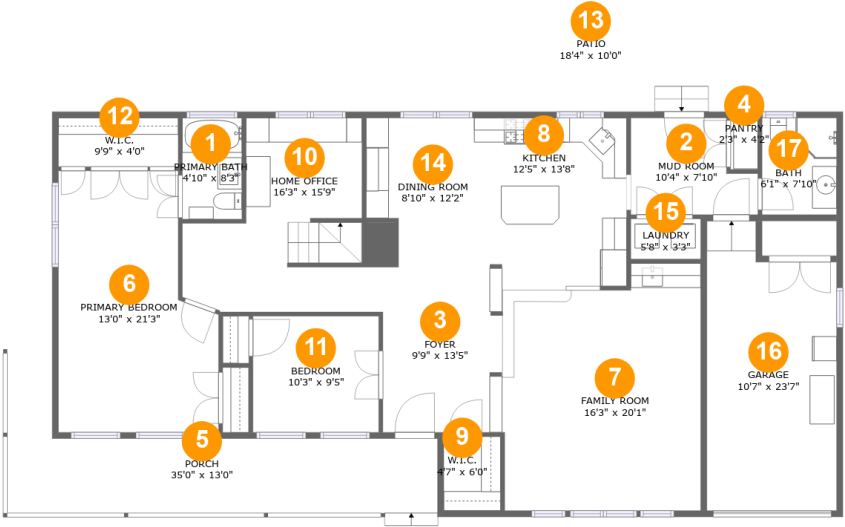 13
PATIO
18'4" x 10'0"
12
W.I.C.
9'9" x 4'0"
1
PRIMARY BATH
4'10" x 8'3"
10
HOME OFFICE
16'3" x 15'9"
14
DINING ROOM
8'10" x 12'2"
8
KITCHEN
12'5" x 13'8"
2
MUD ROOM
10'4" x 7'10"
4
PANTRY
2'3" x 4'2"
17
BATH
6'1" x 7'10"
15
LAUNDRY
5'8" x 3'3"
6
PRIMARY BEDROOM
13'0" x 21'3"
3
FOYER
9'9" x 13'5"
11
BEDROOM
10'3" x 9'5"
7
FAMILY ROOM
16'3" x 20'1"
16
GARAGE
10'7" x 23'7"
5
PORCH
35'0" x 13'0"
9
W.I.C.
4'7" x 6'0"